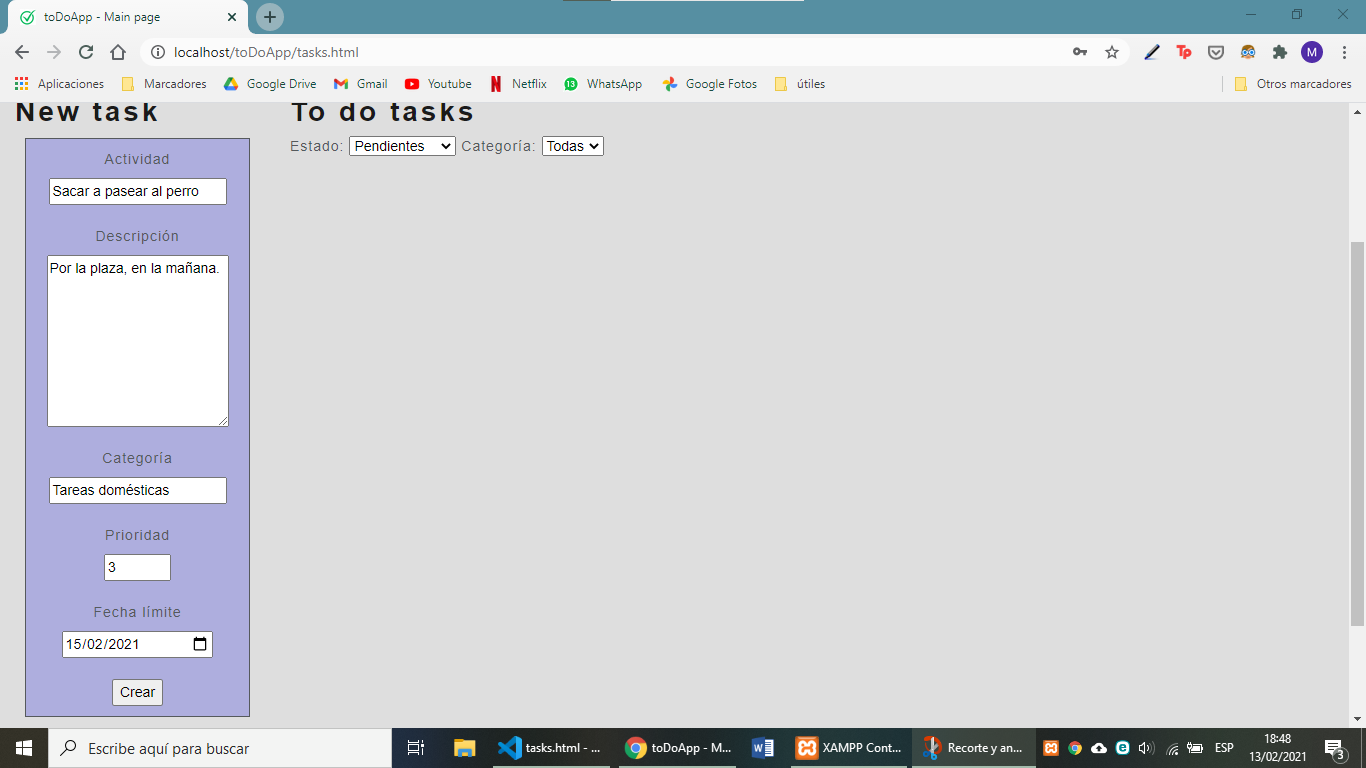 toDoApp - Main page
localhost/toDoApp/tasks.html
Tp
M
Aplicaciones Marcadores Google Drive Gmail Youtube Netflix 13 WhatsApp Google Fotos útiles Otros marcadores
New task
To do tasks
Estado: Pendientes Categoría: Todas
Actividad
Sacar a pasear al perro
Descripción
Por la plaza, en la mañana.
Categoría
Tareas domésticas
Prioridad
3
Fecha límite
15/02/2021
Crear
Escribe aquí para buscar
tasks.html - ...
toDoApp - M...
XAMPP Cont...
Recorte y an...
ESP
18:48
13/02/2021
3